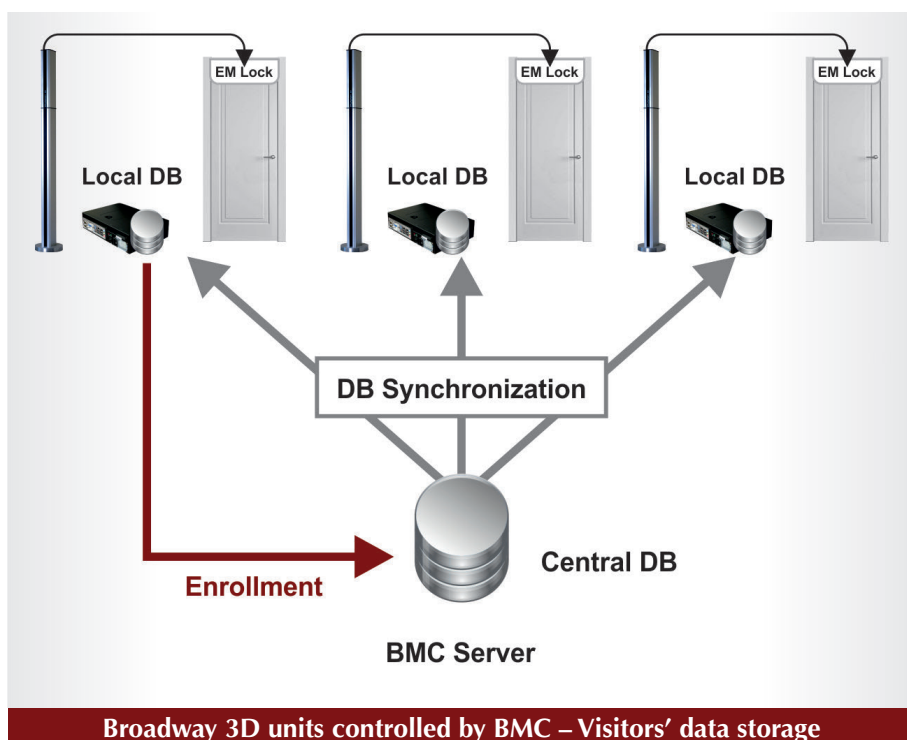 EM Lock
EM Lock
EM Lock
Local DB
Local DB
Local DB
DB Synchronization
Enrollment
Central DB
BMC Server
Broadway 3D units controlled by BMC – Visitors’ data storage